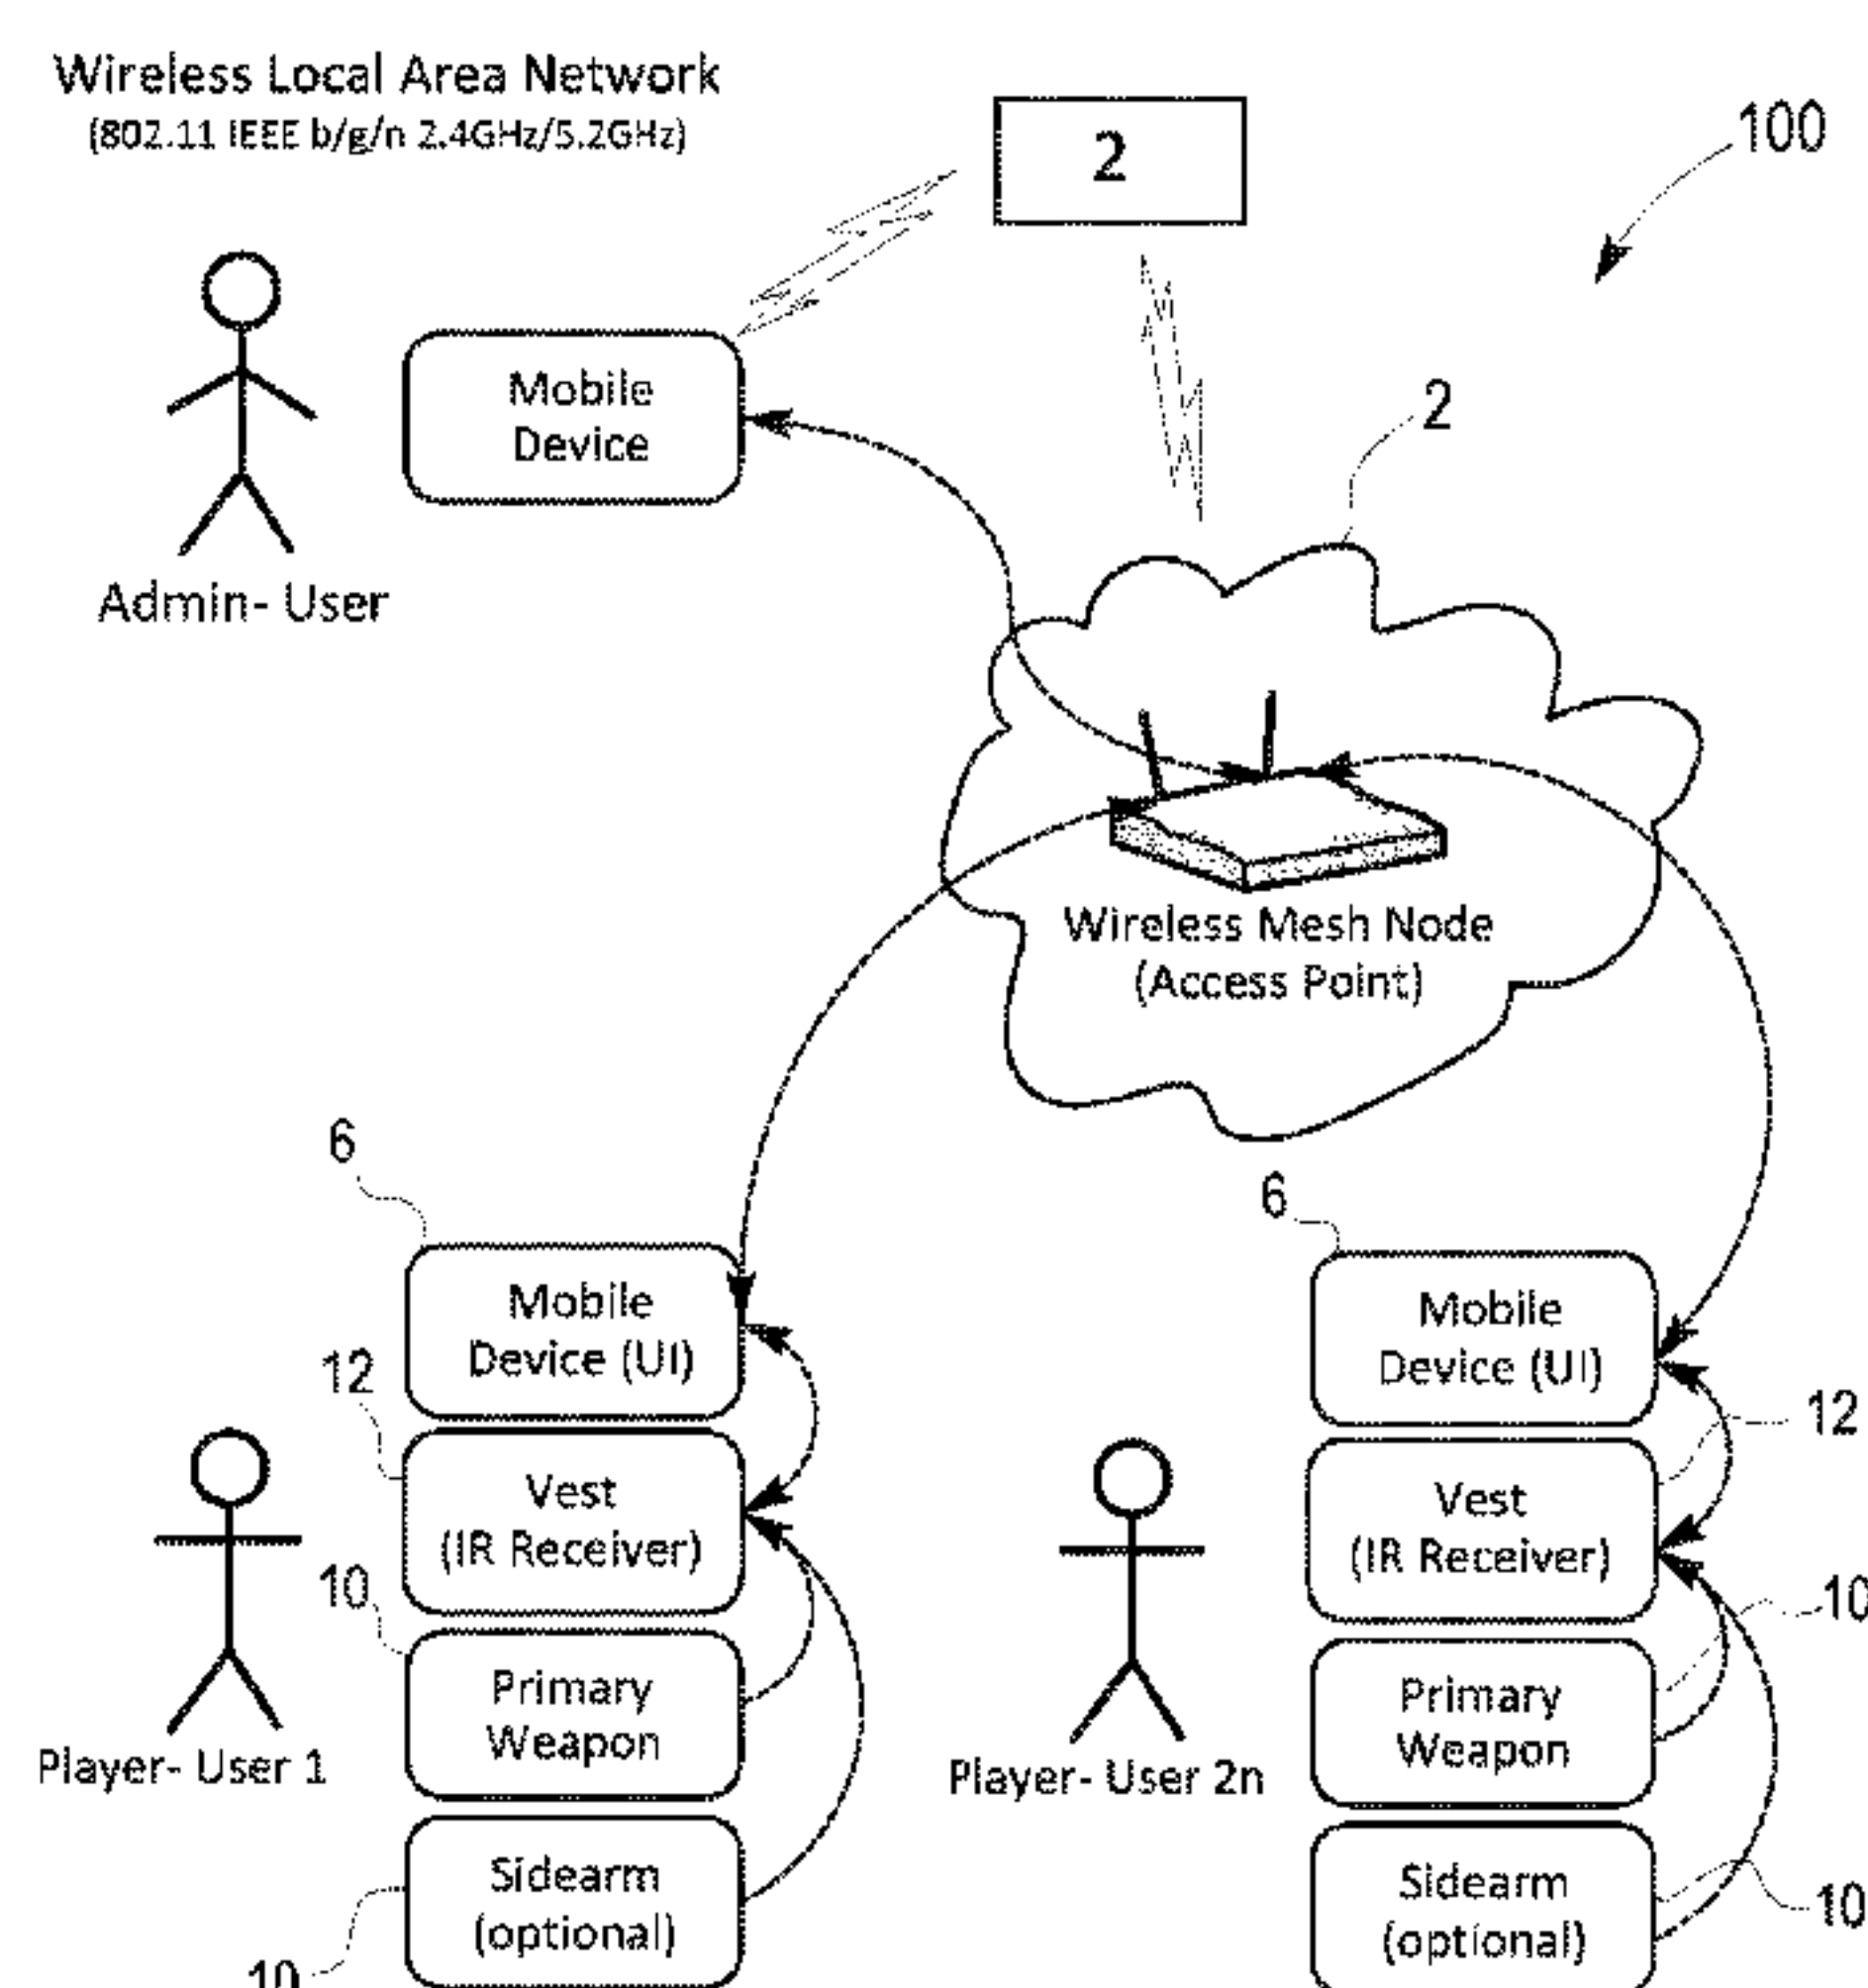 Wireless Local Area Network
(802.11 IEEE b/g/n 2.4GHz/5.2GHz)
2
100
Mobile
Device
2
Admin- User
Wireless Mesh Node
(Access Point)
6
Mobile
Device (UI)
12
Vest
(IR Receiver)
10
Primary
Weapon
Player- User 1
Sidearm
(optional)
10
6
Mobile
Device (UI)
12
Vest
(IR Receiver)
10
Primary
Weapon
Player- User 2n
Sidearm
(optional)
10